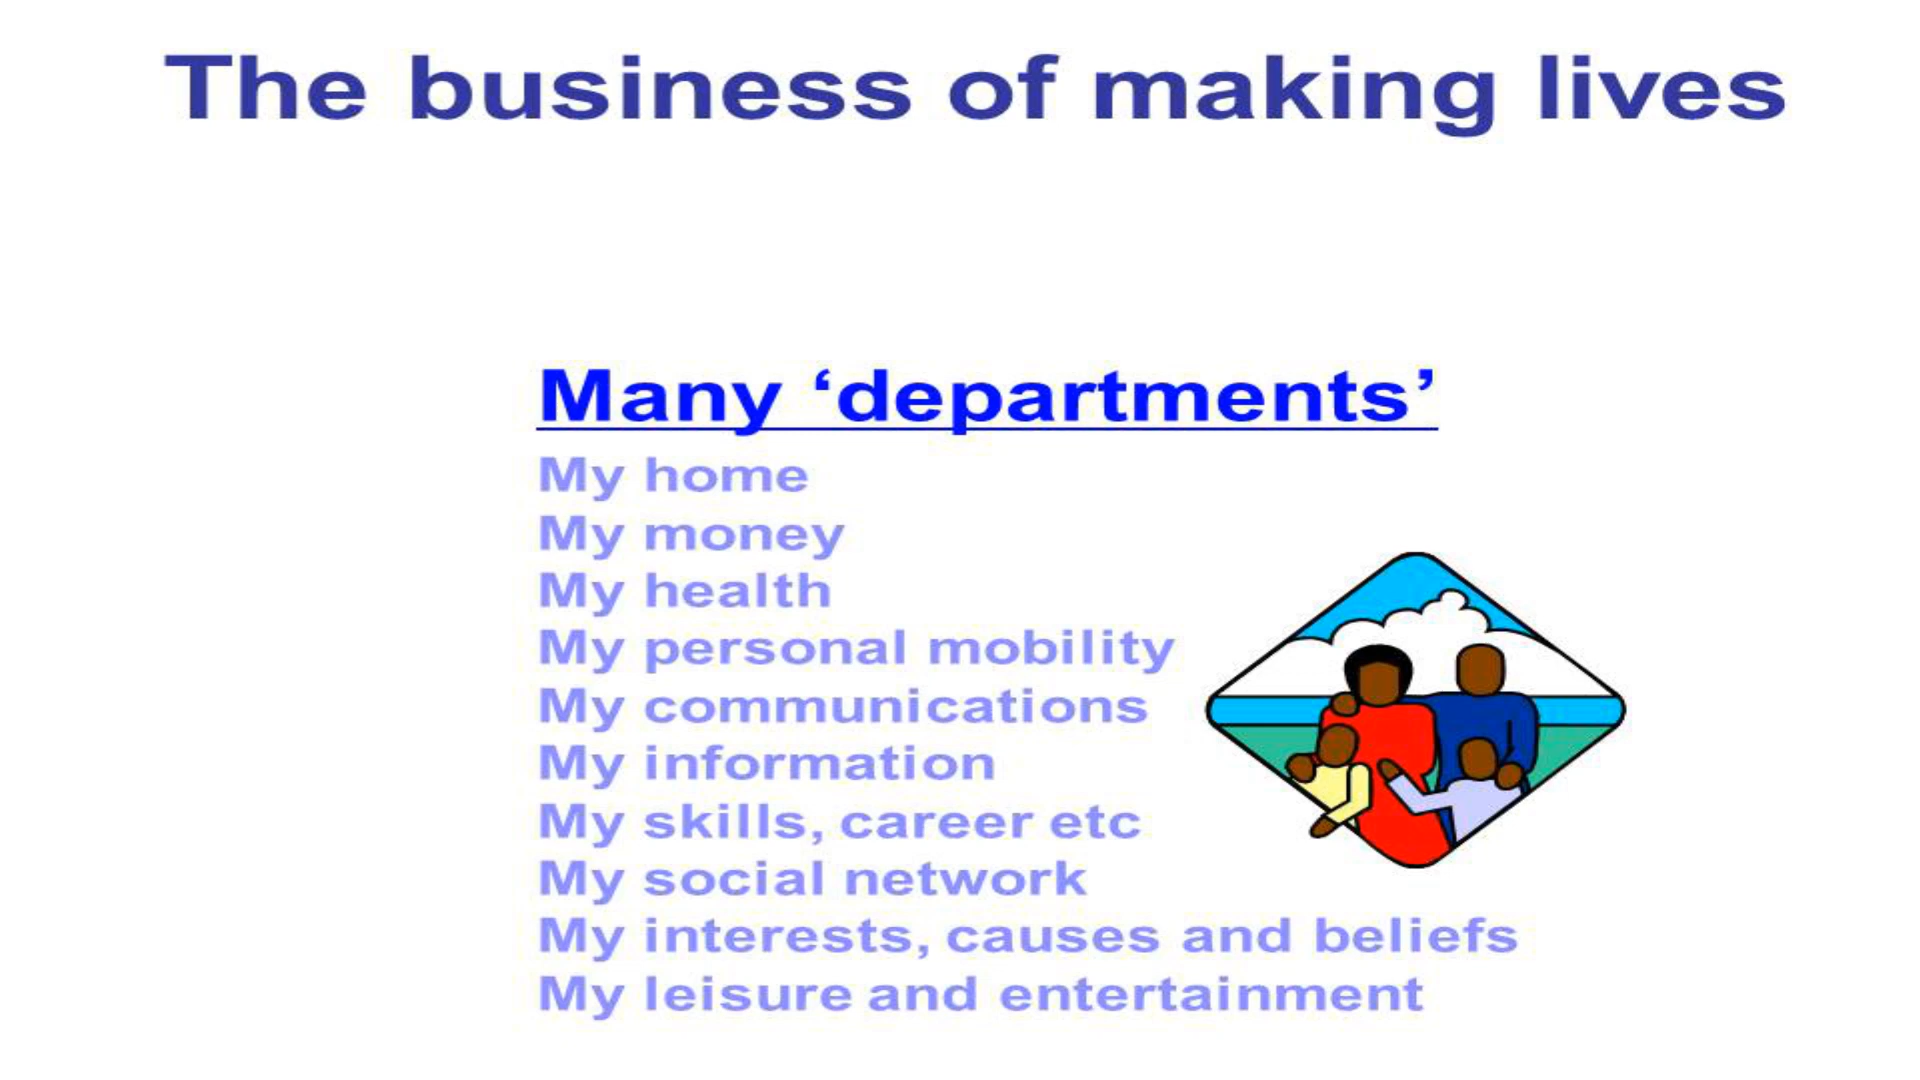 The business of making lives
Many ‘departments’
My home
My money
My health
My personal mobility
My communications
My information
My skills, career etc
My social network
My interests, causes and beliefs
My leisure and entertainment